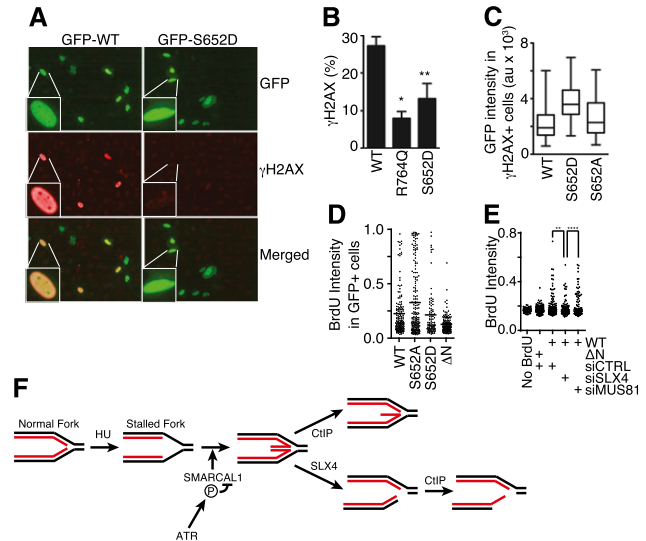 A
GFP-WT GFP-S652D
GFP
γH2AX
Merged
B
γH2AX (%)
30
20
10
0
*
**
WT
R764Q
S652D
C
GFP intensity in
γH2AX+ cells (au x 10³)
8
4
0
WT
S652D
S652A
D
BrdU Intensity
in GFP+ cells
1.0
0.5
0.0
WT
S652A
S652D
ΔN
E
BrdU Intensity
0.8
0.4
0.0
** ****
No BrdU
+ + + WT
+ ΔN
+ + siCTRL
+ siSLX4
+ siMUS81
F
Normal Fork
HU
Stalled Fork
SMARCAL1
P
ATR
CtIP
SLX4
CtIP